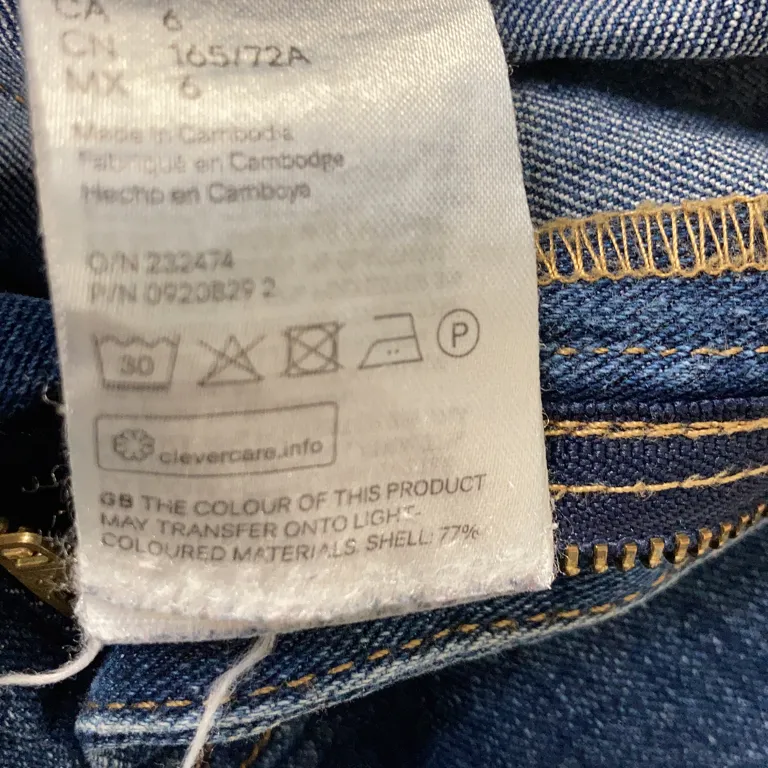 CA 6
CN 165/72A
MX 6
Made in Cambodia
Fabriqué en Cambodge
Hecho en Camboya
O/N 232474
P/N 0920829 2
30
P
clevercare.info
GB THE COLOUR OF THIS PRODUCT
MAY TRANSFER ONTO LIGHT-
COLOURED MATERIALS. SHELL: 77%